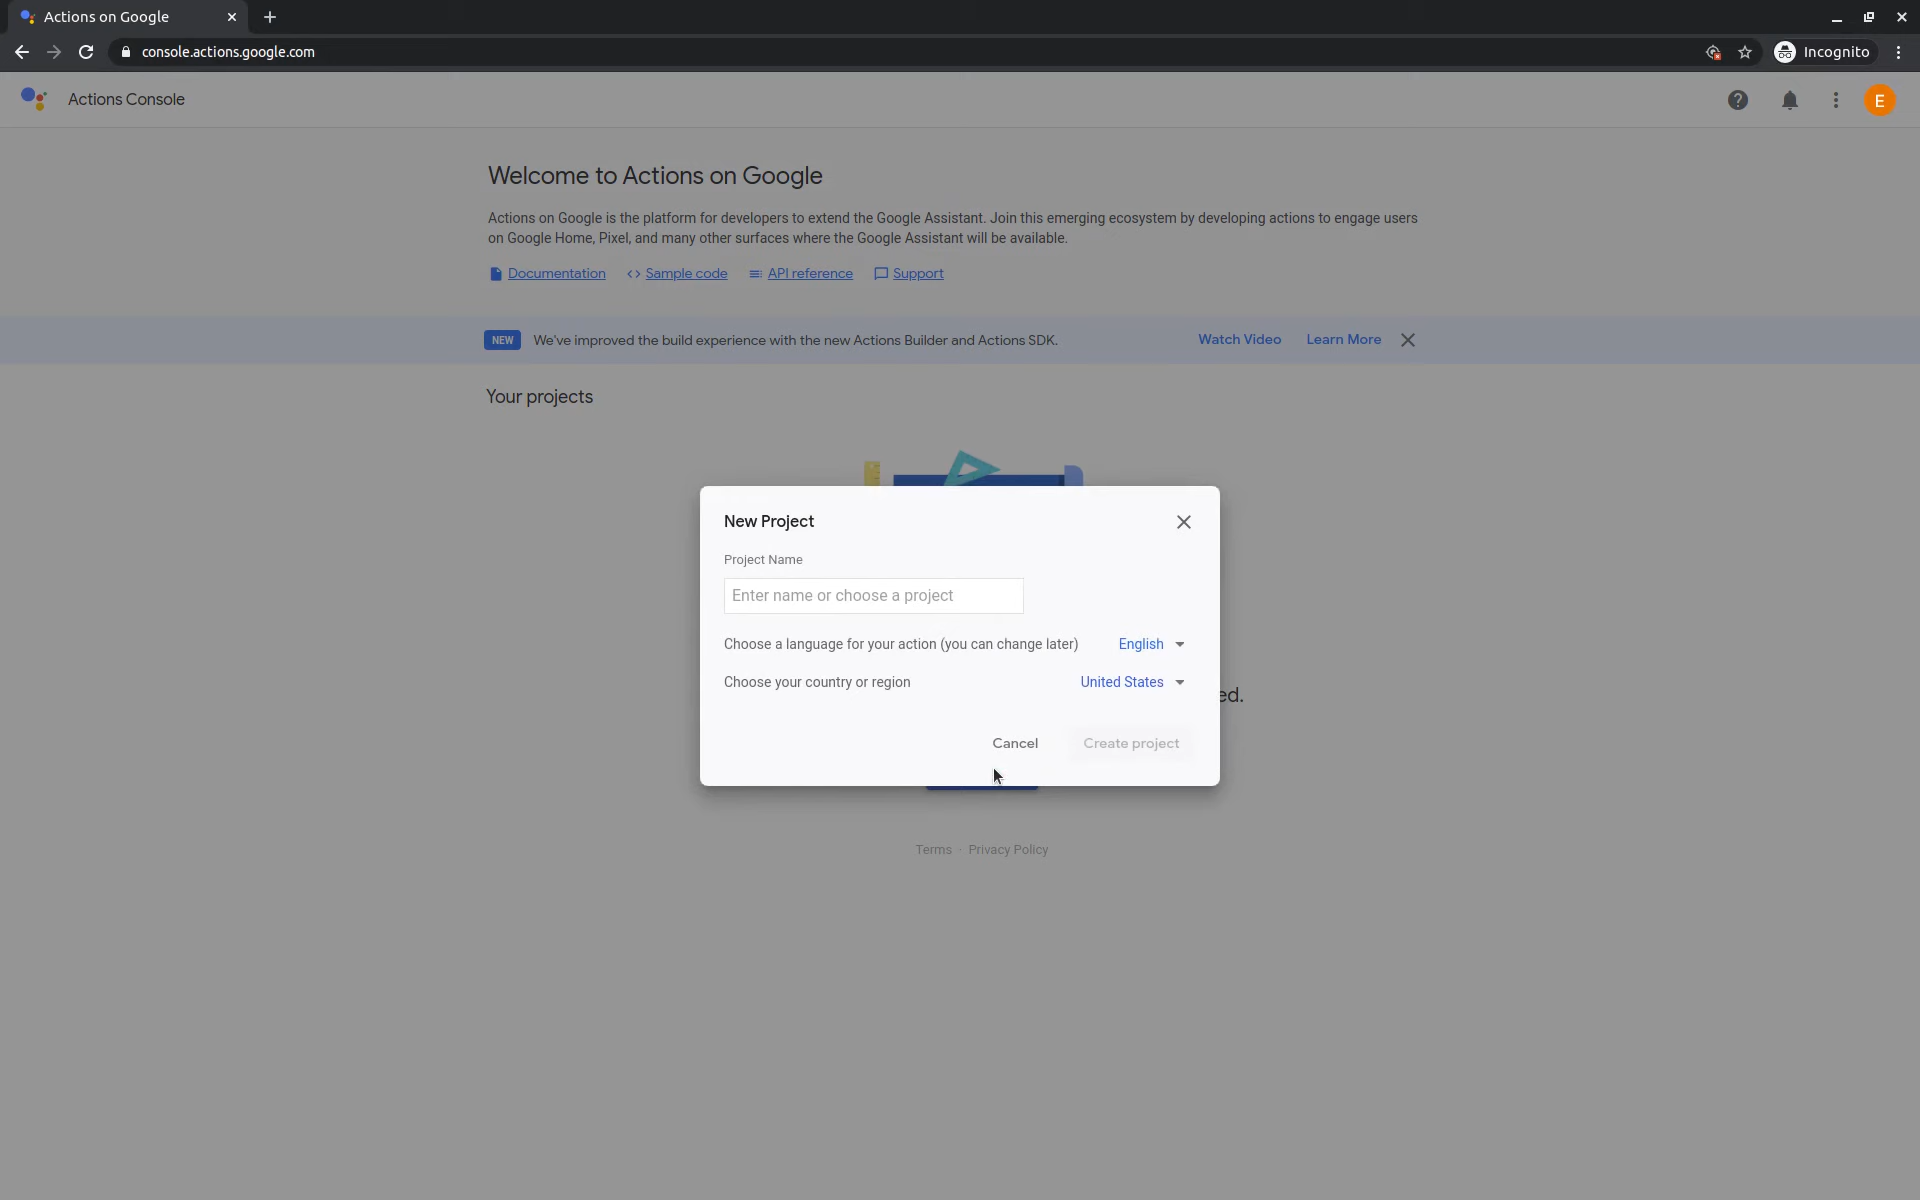 Actions on Google
console.actions.google.com
Incognito
Actions Console
E
Welcome to Actions on Google
Actions on Google is the platform for developers to extend the Google Assistant. Join this emerging ecosystem by developing actions to engage users
on Google Home, Pixel, and many other surfaces where the Google Assistant will be available.
Documentation Sample code API reference Support
NEW We've improved the build experience with the new Actions Builder and Actions SDK. Watch Video Learn More
Your projects
New Project
Project Name
Enter name or choose a project
Choose a language for your action (you can change later) English
Choose your country or region United States
ed.
Cancel Create project
Terms · Privacy Policy